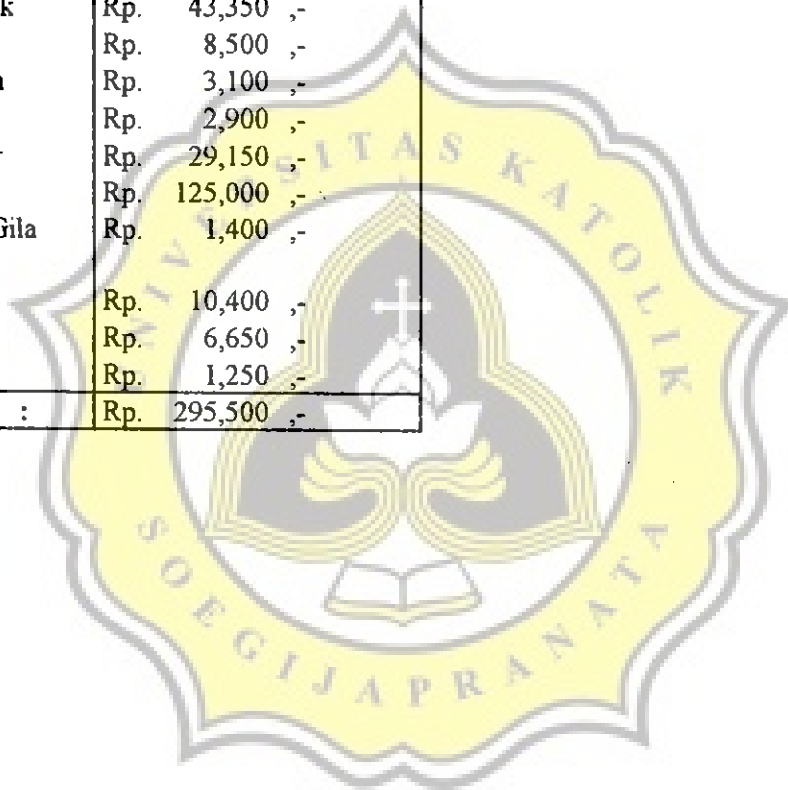 k Rp. 43,350 ,-
Rp. 8,500 ,-
Rp. 3,100 ,-
Rp. 2,900 ,-
Rp. 29,150 ,-
Rp. 125,000 ,-
Gila Rp. 1,400 ,-
Rp. 10,400 ,-
Rp. 6,650 ,-
Rp. 1,250 ,-
: Rp. 295,500 ,-
UNIVERSITAS KATOLIK
SOEGIJAPRANATA